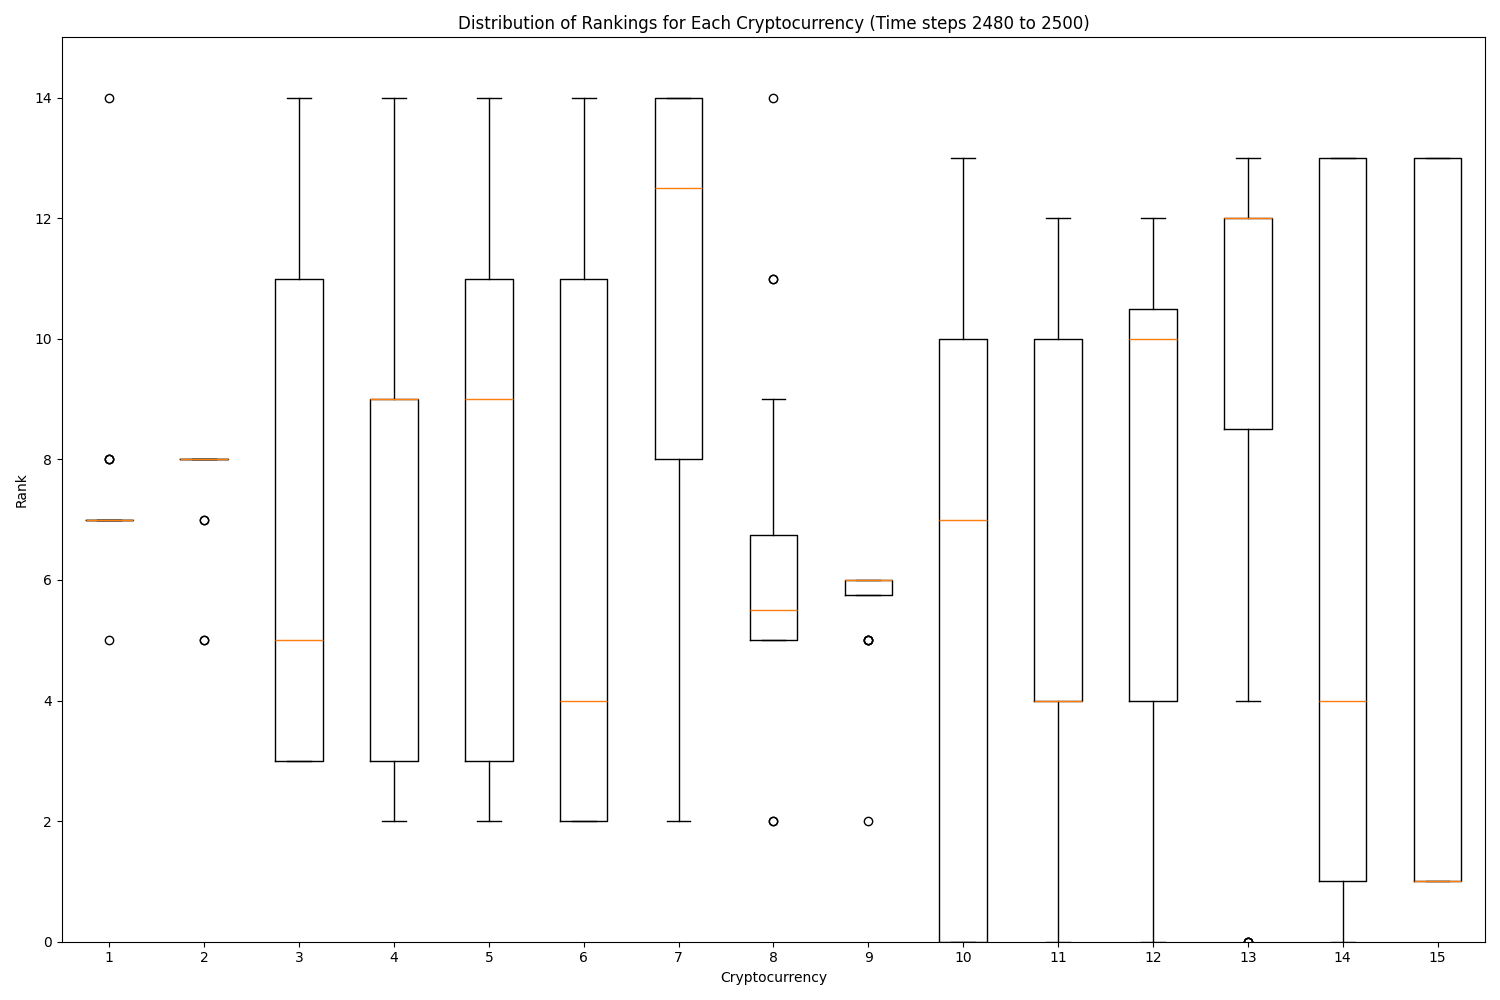 Distribution of Rankings for Each Cryptocurrency (Time steps 2480 to 2500)
14
12
10
8
6
4
2
0
Rank
1 2 3 4 5 6 7 8 9 10 11 12 13 14 15
Cryptocurrency